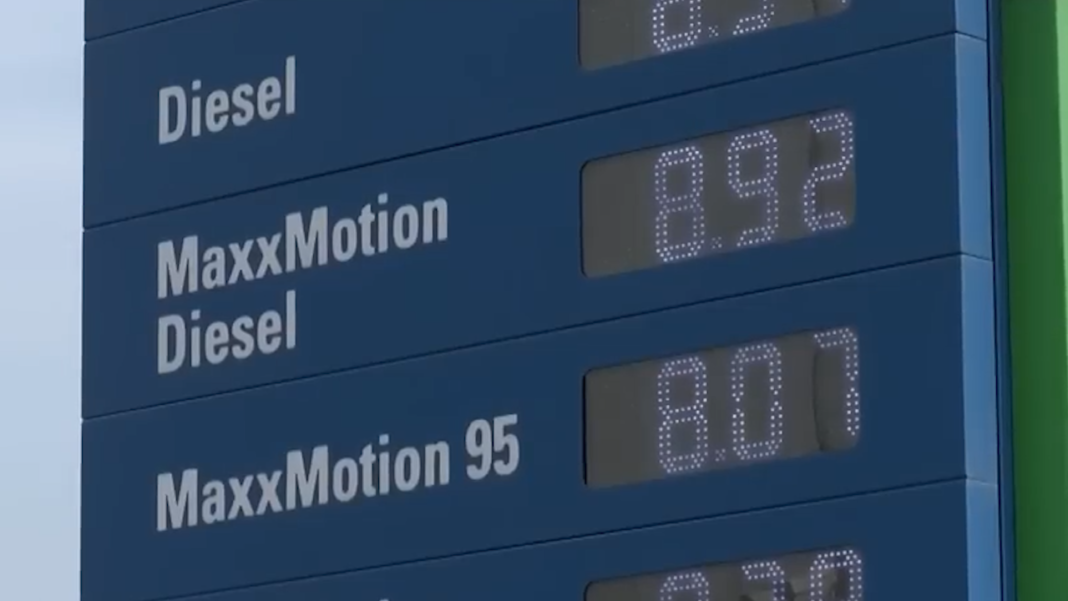 Diesel
MaxxMotion 8.92
Diesel
MaxxMotion 95 8.07